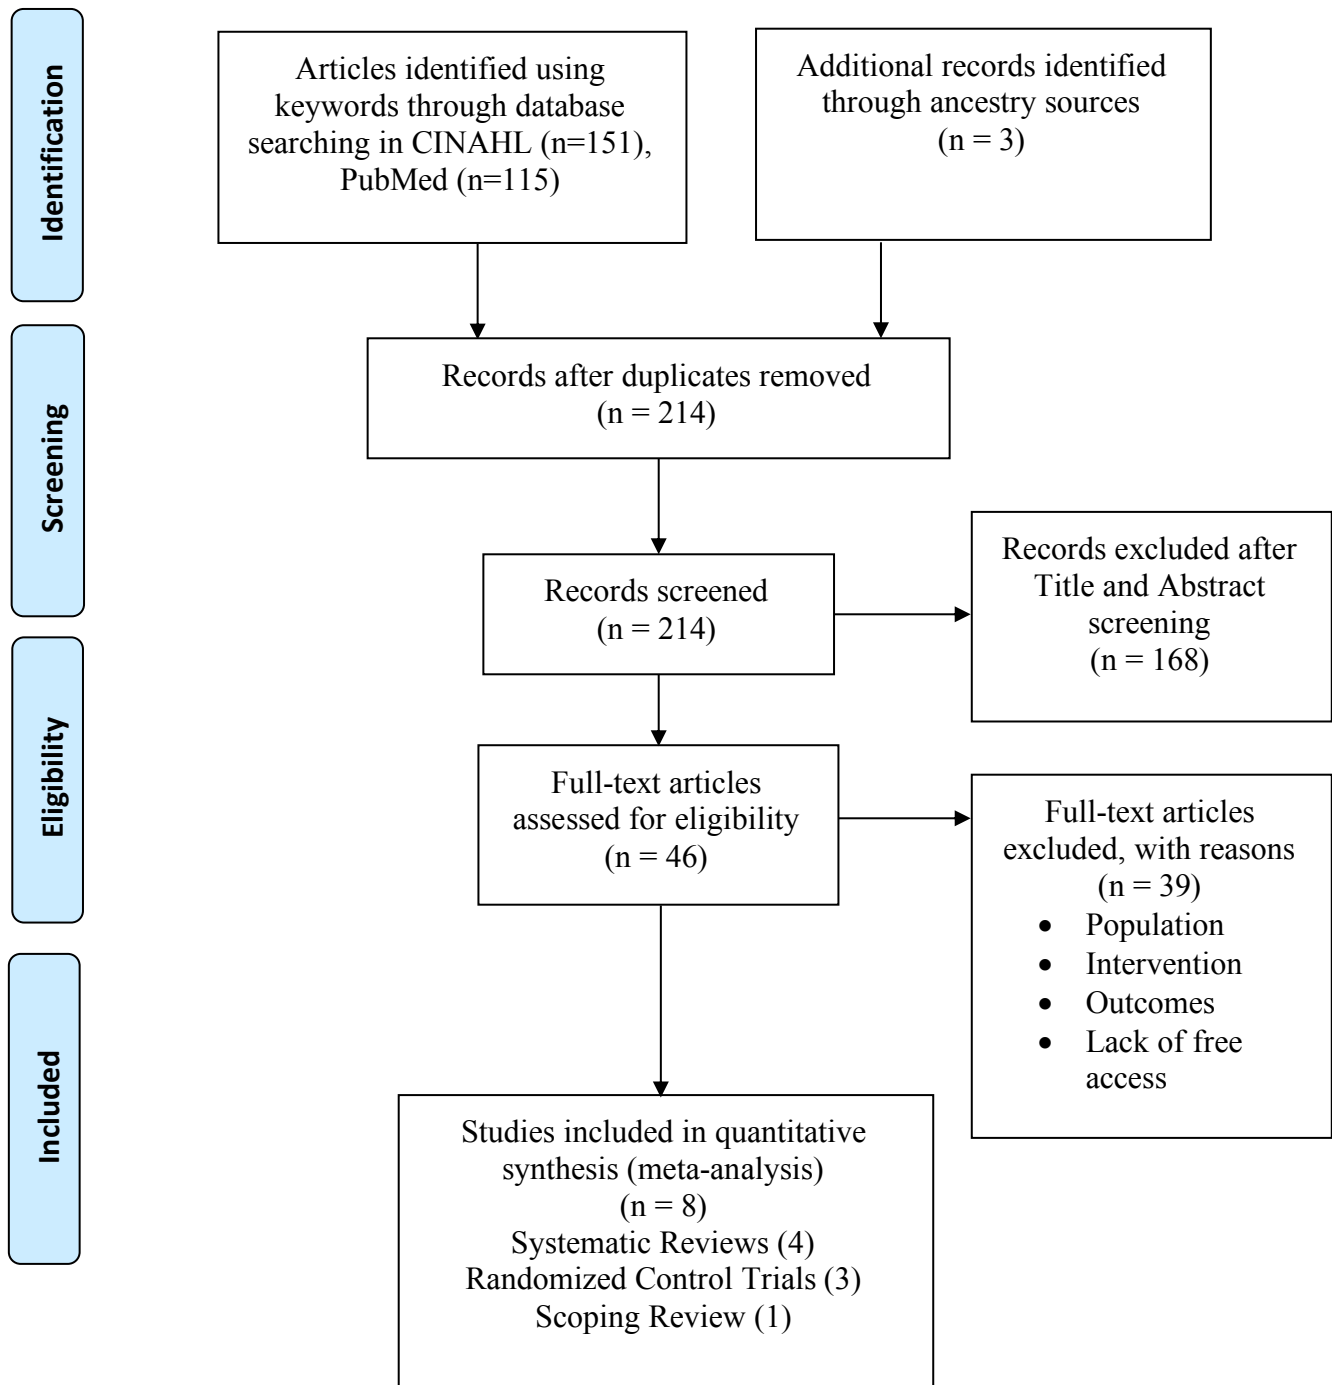 Identification
Articles identified using
keywords through database
searching in CINAHL (n=151),
PubMed (n=115)
Additional records identified
through ancestry sources
(n = 3)
Screening
Records after duplicates removed
(n = 214)
Records screened
(n = 214)
Records excluded after
Title and Abstract
screening
(n = 168)
Eligibility
Full-text articles
assessed for eligibility
(n = 46)
Full-text articles
excluded, with reasons
(n = 39)
• Population
• Intervention
• Outcomes
• Lack of free
access
Included
Studies included in quantitative
synthesis (meta-analysis)
(n = 8)
Systematic Reviews (4)
Randomized Control Trials (3)
Scoping Review (1)